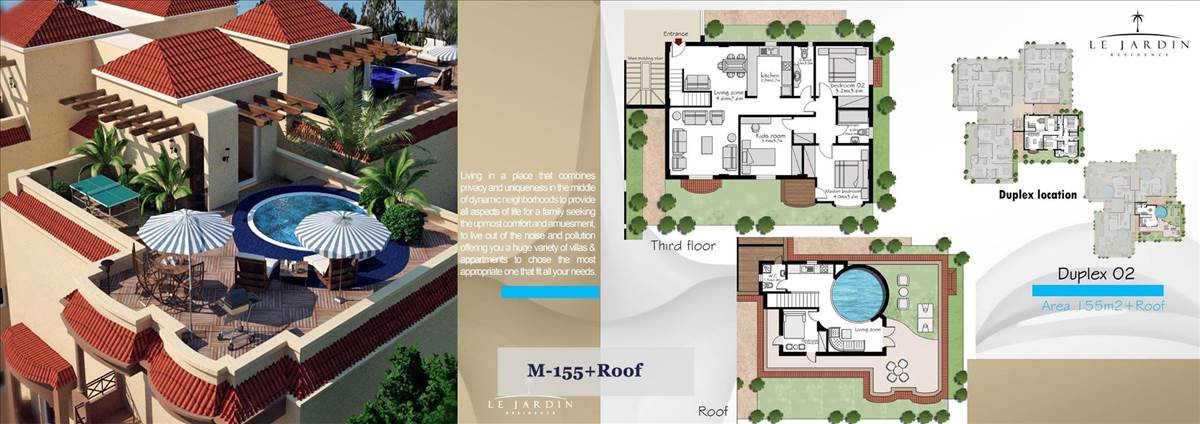 Living in a place that combines
privacy and uniqueness in the middle
of dynamic neighborhoods to provide
all aspects of life for a family seeking
the upmost comfort and amuesment,
to live out of the noise and pollution
offering you a huge variety of villas &
appartments to chose the most
appropriate one that fit all your needs.
LE JARDIN
RESIDENCE
M-155+Roof
Entrance
Main building stair
Living zone
kitchen
bedroom 02
Kids room
Master bedroom
Third floor
Living zone
Roof
LE JARDIN
RESIDENCE
Duplex location
Duplex 02
Area 155m2+Roof